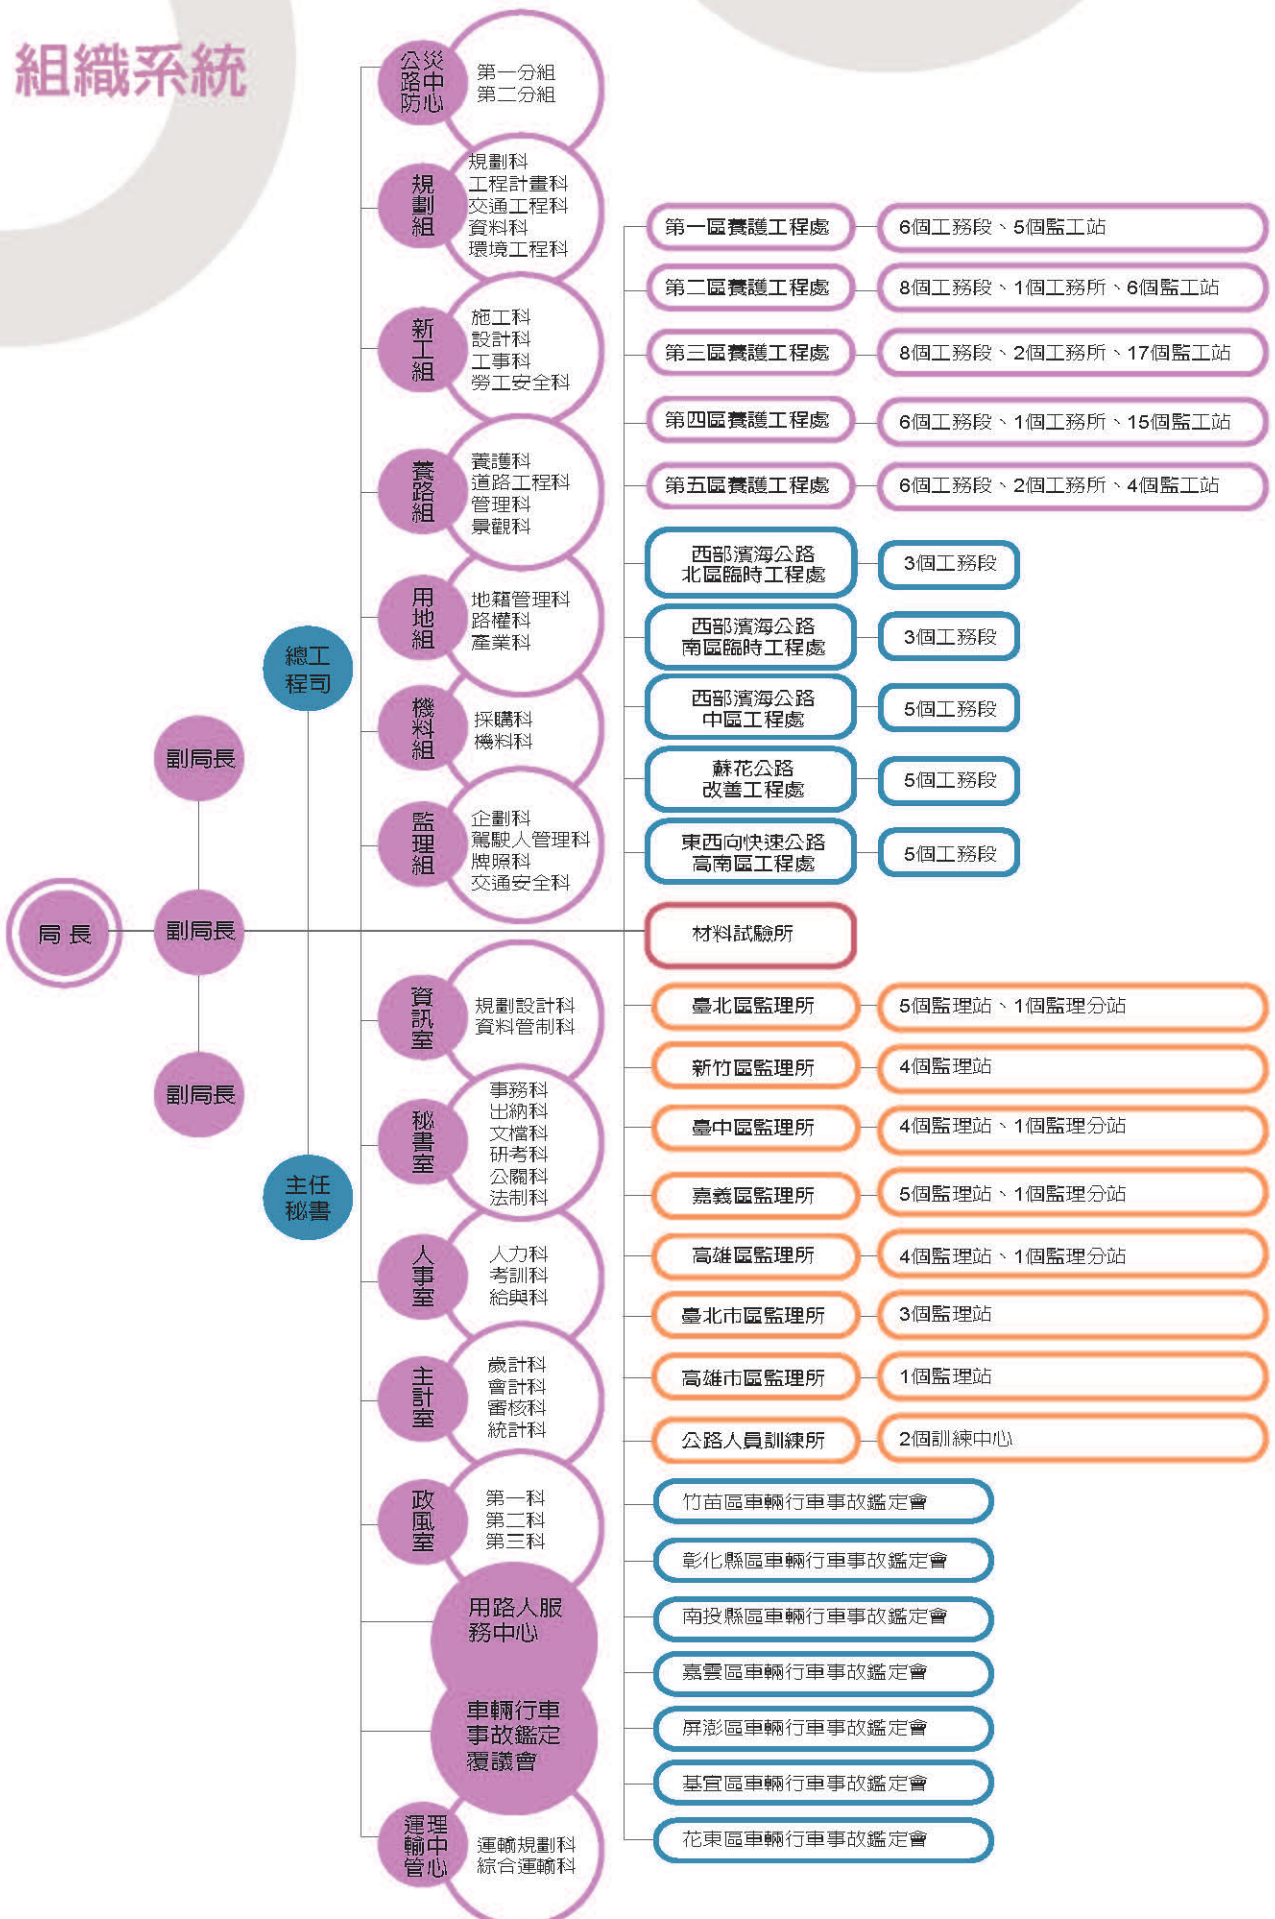 組織系統
局長
副局長
副局長
副局長
總工
程司
主任
秘書
公路防
災中心
第一分組
第二分組
規劃組
規劃科
工程計畫科
交通工程科
資料科
環境工程科
新工組
施工科
設計科
工事科
勞工安全科
養路組
養護科
道路工程科
管理科
景觀科
用地組
地籍管理科
路權科
產業科
機料組
採購科
機料科
監理組
企劃科
駕駛人管理科
牌照科
交通安全科
資訊室
規劃設計科
資料管制科
秘書室
事務科
出納科
文檔科
研考科
公關科
法制科
人事室
人力科
考訓科
給與科
主計室
歲計科
會計科
審核科
統計科
政風室
第一科
第二科
第三科
用路人服
務中心
車輛行車
事故鑑定
覆議會
運輸管
理中心
運輸規劃科
綜合運輸科
第一區養護工程處
6個工務段、5個監工站
第二區養護工程處
8個工務段、1個工務所、6個監工站
第三區養護工程處
8個工務段、2個工務所、17個監工站
第四區養護工程處
6個工務段、1個工務所、15個監工站
第五區養護工程處
6個工務段、2個工務所、4個監工站
西部濱海公路
北區臨時工程處
3個工務段
西部濱海公路
南區臨時工程處
3個工務段
西部濱海公路
中區工程處
5個工務段
蘇花公路
改善工程處
5個工務段
東西向快速公路
高南區工程處
5個工務段
材料試驗所
臺北區監理所
5個監理站、1個監理分站
新竹區監理所
4個監理站
臺中區監理所
4個監理站、1個監理分站
嘉義區監理所
5個監理站、1個監理分站
高雄區監理所
4個監理站、1個監理分站
臺北市區監理所
3個監理站
高雄市區監理所
1個監理站
公路人員訓練所
2個訓練中心
竹苗區車輛行車事故鑑定會
彰化縣區車輛行車事故鑑定會
南投縣區車輛行車事故鑑定會
嘉雲區車輛行車事故鑑定會
屏澎區車輛行車事故鑑定會
基宜區車輛行車事故鑑定會
花東區車輛行車事故鑑定會